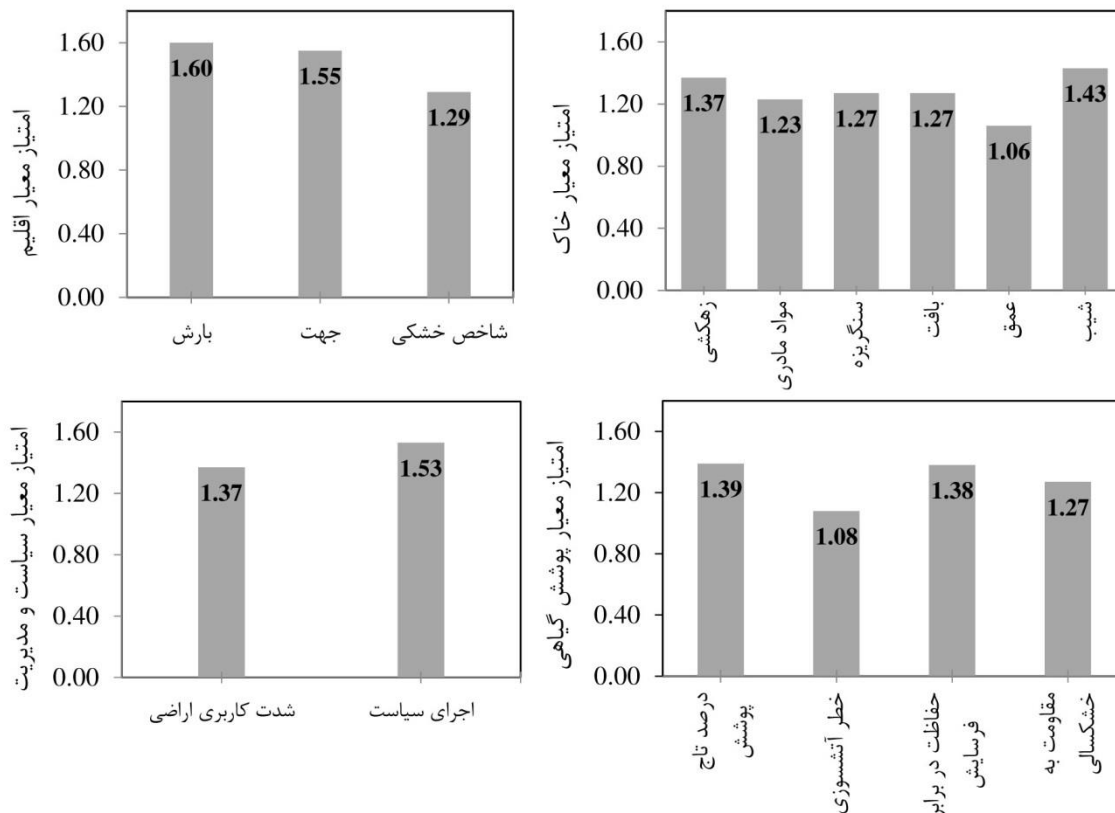 امتیاز معیار اقلیم
1.60
1.20
0.80
0.40
0.00
1.60
1.55
1.29
بارش
جهت
شاخص خشکی
امتیاز معیار خاک
1.60
1.20
0.80
0.40
0.00
1.37
1.23
1.27
1.27
1.06
1.43
زهکشی
مواد مادری
سنگریزه
بافت
عمق
شیب
امتیاز معیار سیاست و مدیریت
1.60
1.20
0.80
0.40
0.00
1.37
1.53
شدت کاربری اراضی
اجرای سیاست
امتیاز معیار پوشش گیاهی
1.60
1.20
0.80
0.40
0.00
1.39
1.08
1.38
1.27
درصد تاج
پوشش
خطر آتشسوزی
حفاظت در برابر
فرسایش
مقاومت به
خشکسالی